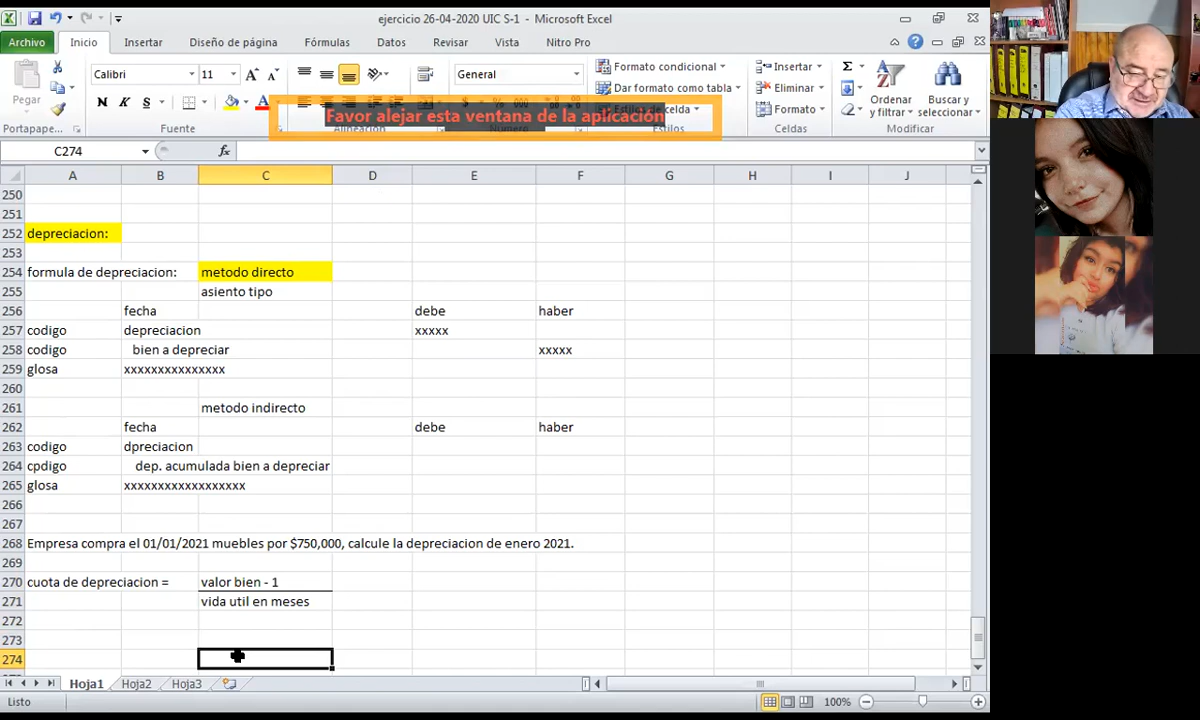 ejercicio 26-04-2020 UIC S-1 - Microsoft Excel
Archivo Inicio Insertar Diseño de página Fórmulas Datos Revisar Vista Nitro Pro
Pegar
Portapape...
Calibri 11
N K S
Fuente
Alineación
General
Número
Formato condicional
Dar formato como tabla
Estilos de celda
Estilos
Insertar
Eliminar
Formato
Celdas
Ordenar y filtrar
Buscar y seleccionar
Modificar
Favor alejar esta ventana de la aplicación
C274 fx
A B C D E F G H I J
250
251
252 depreciacion:
253
254 formula de depreciacion: metodo directo
255 asiento tipo
256 fecha debe haber
257 codigo depreciacion xxxxx
258 codigo bien a depreciar xxxxx
259 glosa xxxxxxxxxxxxxxx
260
261 metodo indirecto
262 fecha debe haber
263 codigo dpreciacion
264 cpdigo dep. acumulada bien a depreciar
265 glosa xxxxxxxxxxxxxxxxxx
266
267
268 Empresa compra el 01/01/2021 muebles por $750,000, calcule la depreciacion de enero 2021.
269
270 cuota de depreciacion = valor bien - 1
271 vida util en meses
272
273
274
Hoja1 Hoja2 Hoja3
Listo 100%